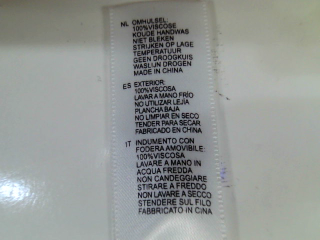 NL OMHULSEL:
100%VISCOSE
KOUDE HANDWAS
NIET BLEKEN
STRIJKEN OP LAGE
TEMPERATUUR
GEEN DROOGKUIS
WASLIJN DROGEN
MADE IN CHINA
ES EXTERIOR:
100%VISCOSA
LAVAR A MANO FRÍO
NO UTILIZAR LEJÍA
PLANCHA BAJA
NO LIMPIAR EN SECO
TENDER PARA SECAR
FABRICADO EN CHINA
IT INDUMENTO CON
FODERA AMOVIBILE:
100%VISCOSA
LAVARE A MANO IN
ACQUA FREDDA
NON CANDEGGIARE
STIRARE A FREDDO
NON LAVARE A SECCO
STENDERE SUL FILO
FABBRICATO IN CINA